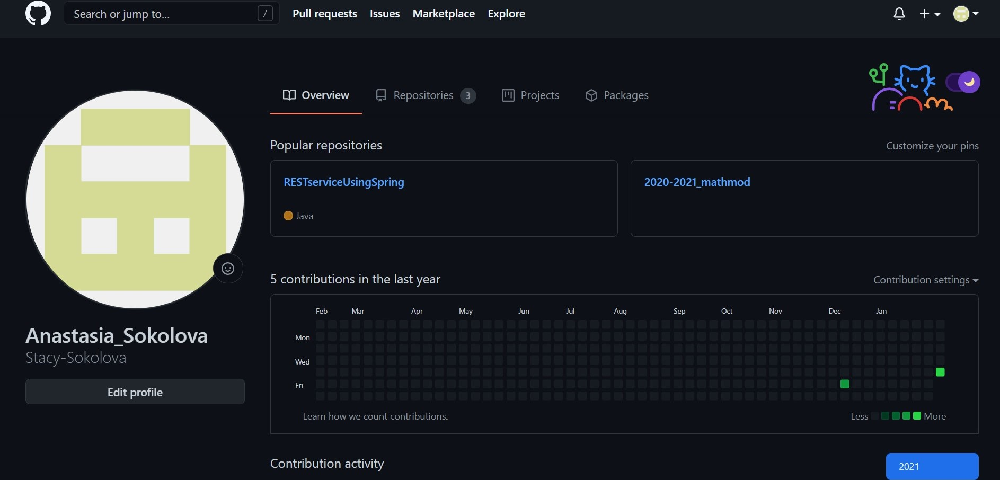 Search or jump to... /
Pull requests Issues Marketplace Explore
Overview Repositories 3 Projects Packages
Popular repositories
Customize your pins
RESTserviceUsingSpring
Java
2020-2021_mathmod
5 contributions in the last year
Contribution settings
Feb Mar Apr May Jun Jul Aug Sep Oct Nov Dec Jan
Mon
Wed
Fri
Learn how we count contributions.
Less More
Anastasia_Sokolova
Stacy-Sokolova
Edit profile
Contribution activity
2021